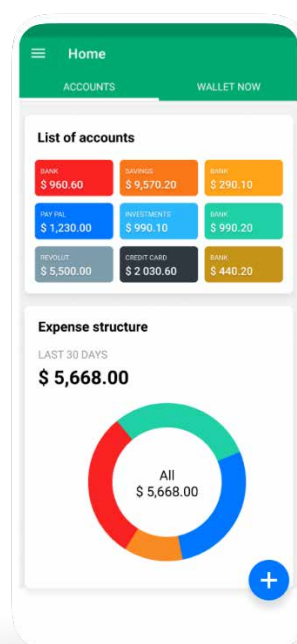 Home
ACCOUNTS WALLET NOW
List of accounts
BANK SAVINGS BANK
$ 960.60 $ 9,570.20 $ 290.10
PAY PAL INVESTMENTS BANK
$ 1,230.00 $ 990.10 $ 990.20
REVOLUT CREDIT CARD BANK
$ 5,500.00 $ 2 030.60 $ 440.20
Expense structure
LAST 30 DAYS
$ 5,668.00
All
$ 5,668.00